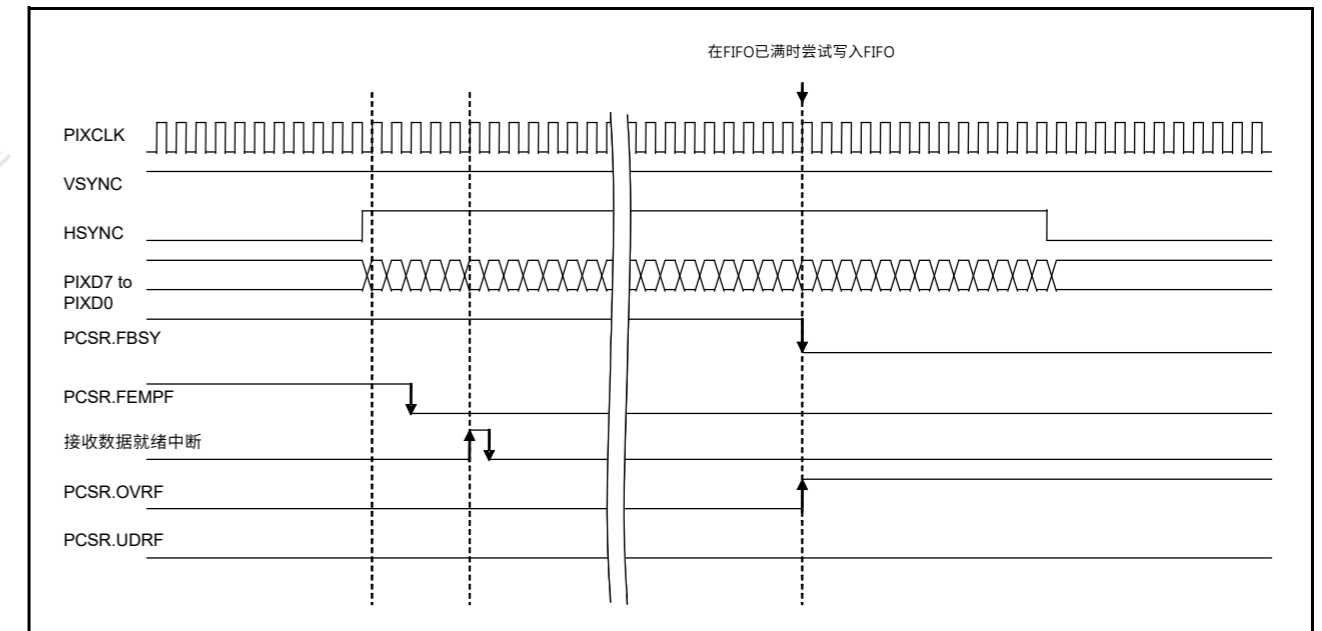 在FIFO已满时尝试写入FIFO
PIXCLK
VSYNC
HSYNC
PIXD7 to
PIXD0
PCSR.FBSY
PCSR.FEMPF
接收数据就绪中断
PCSR.OVRF
PCSR.UDRF